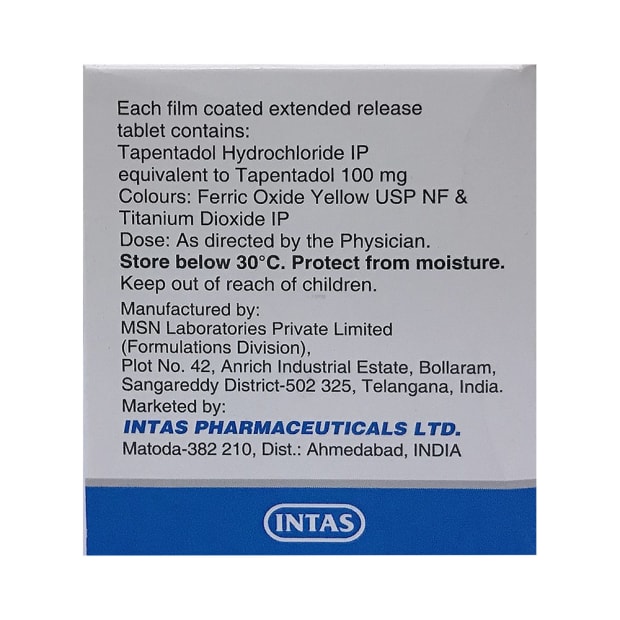 Each film coated extended release
tablet contains:
Tapentadol Hydrochloride IP
equivalent to Tapentadol 100 mg
Colours: Ferric Oxide Yellow USP NF &
Titanium Dioxide IP
Dose: As directed by the Physician.
Store below 30°C. Protect from moisture.
Keep out of reach of children.
Manufactured by:
MSN Laboratories Private Limited
(Formulations Division),
Plot No. 42, Anrich Industrial Estate, Bollaram,
Sangareddy District-502 325, Telangana, India.
Marketed by:
INTAS PHARMACEUTICALS LTD.
Matoda-382 210, Dist.: Ahmedabad, INDIA
INTAS